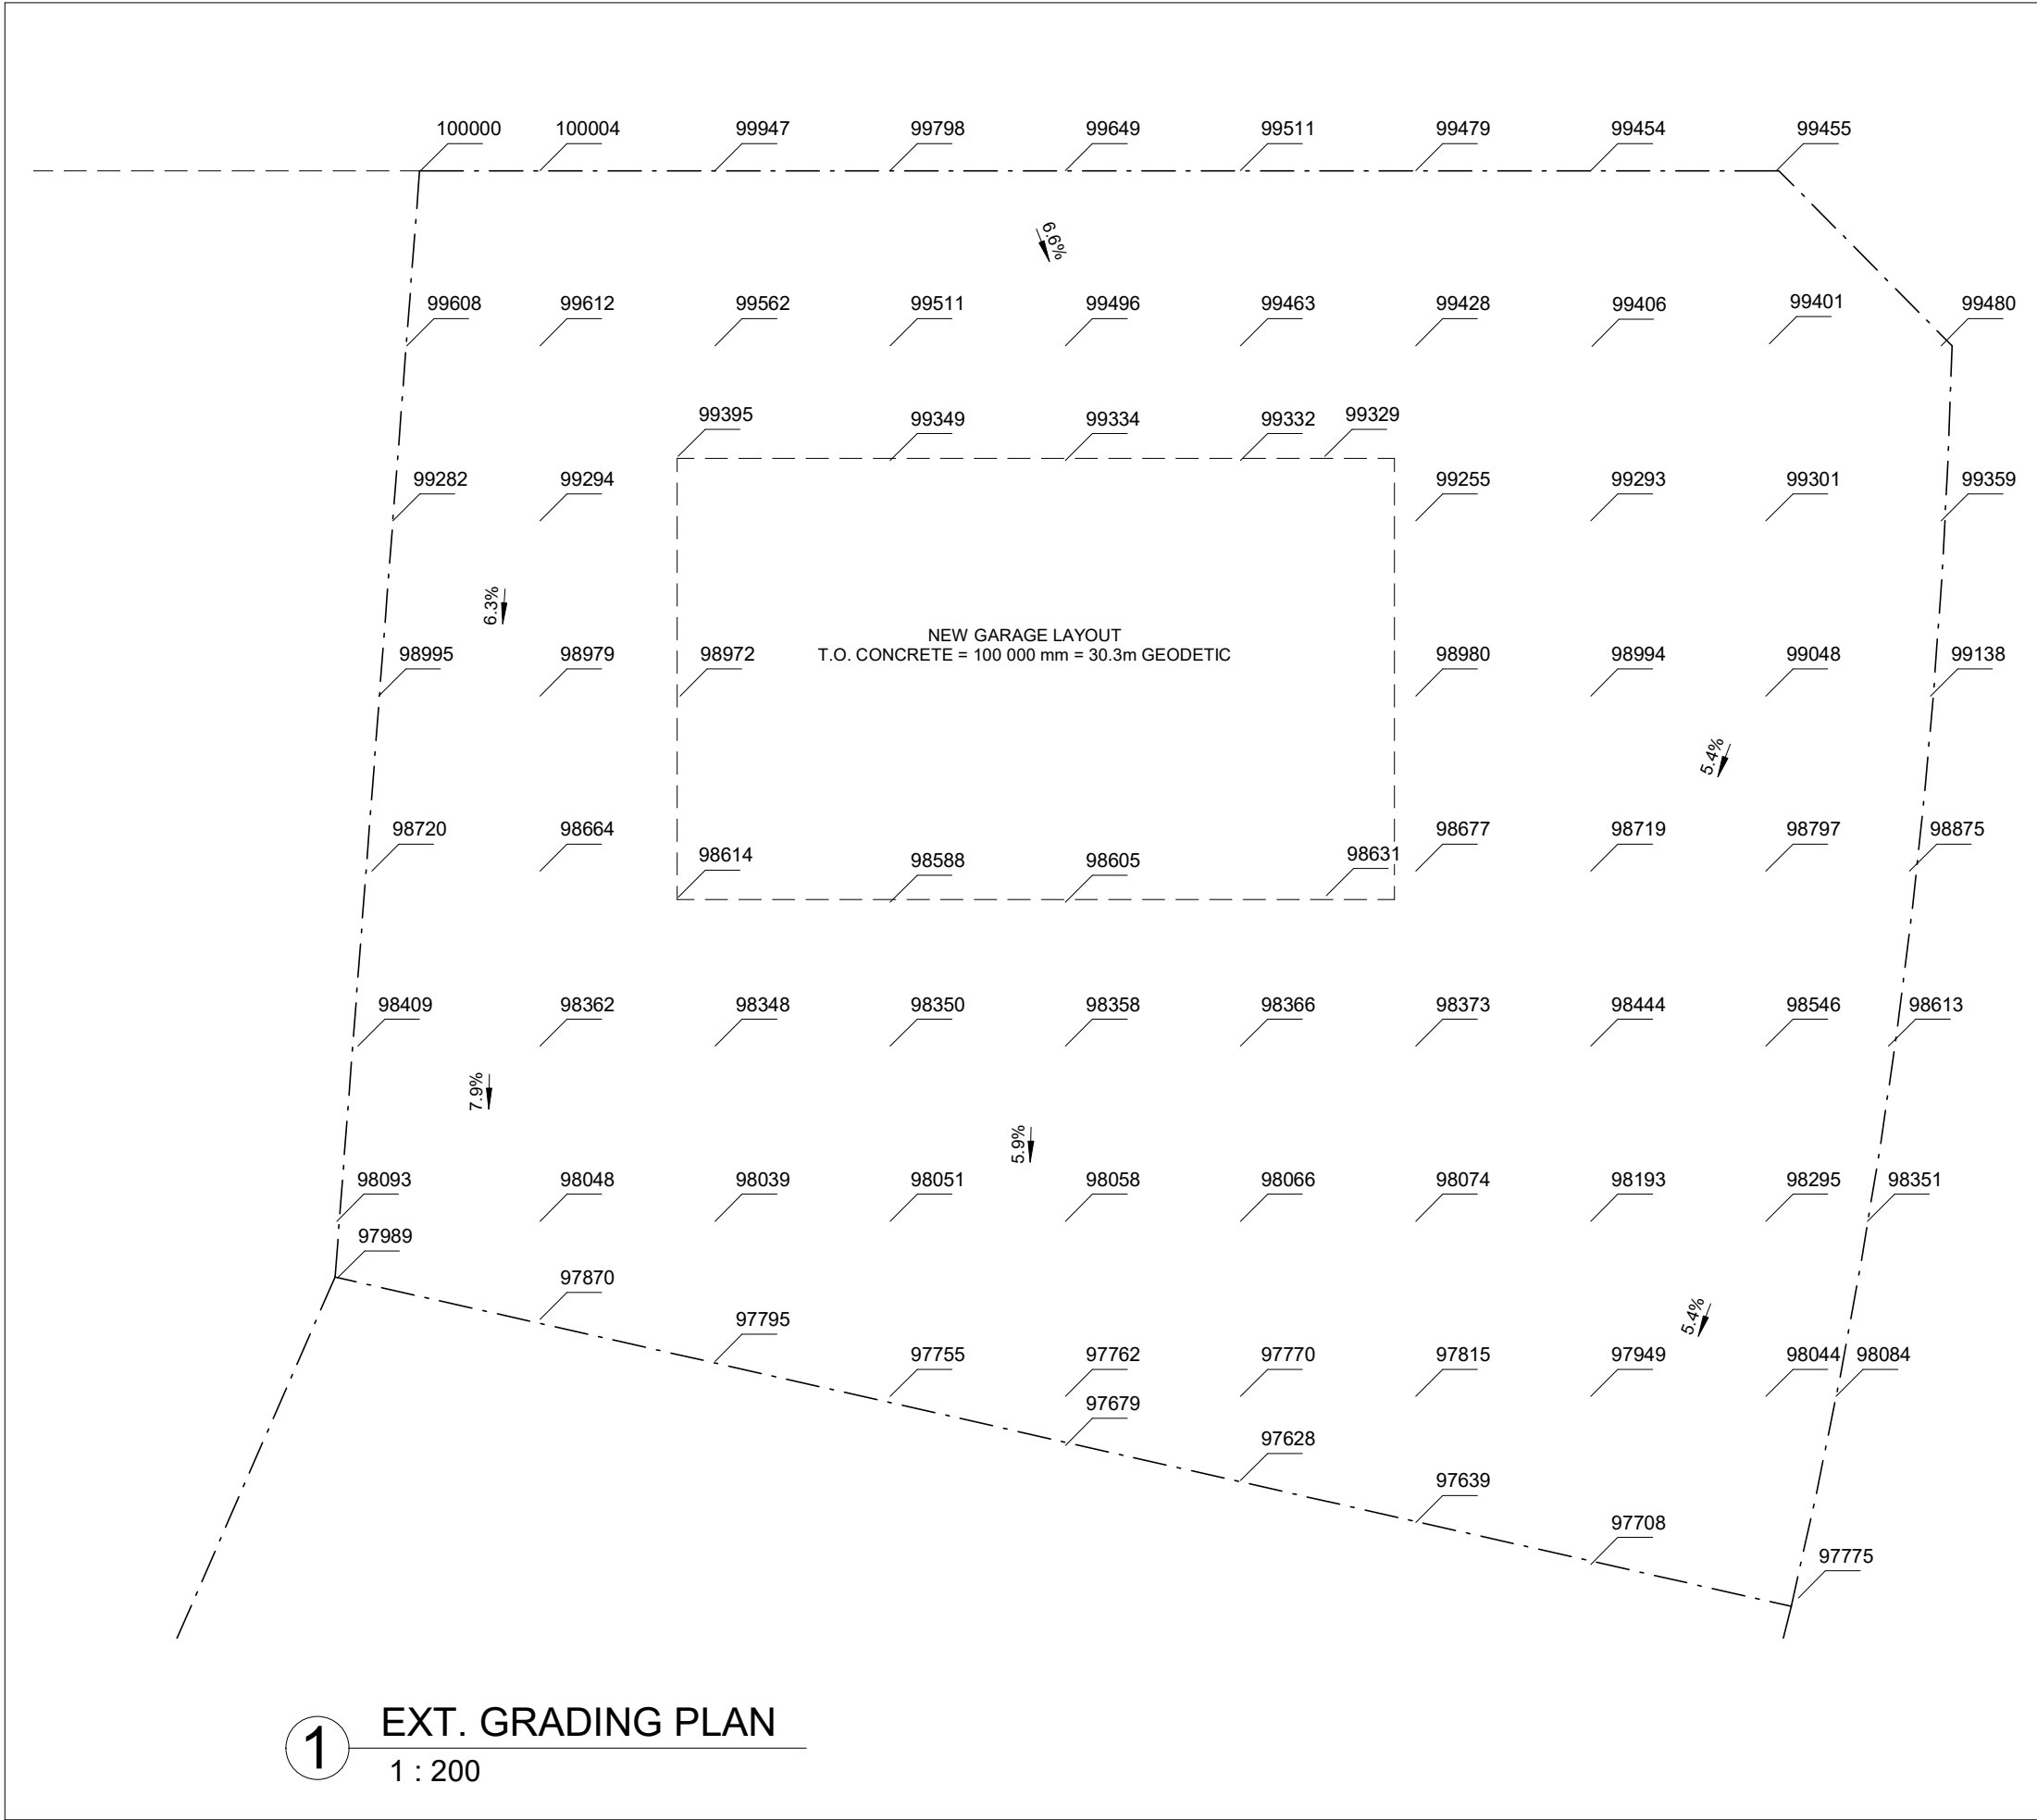 100000 100004 99947 99798 99649 99511 99479 99454 99455
6.6%
99608 99612 99562 99511 99496 99463 99428 99406 99401 99480
99395 99349 99334 99332 99329
99282 99294 99255 99293 99301 99359
6.3%
NEW GARAGE LAYOUT
T.O. CONCRETE = 100 000 mm = 30.3m GEODETIC
98995 98979 98972 98980 98994 99048 99138
5.4%
98720 98664 98677 98719 98797 98875
98614 98588 98605 98631
98409 98362 98348 98350 98358 98366 98373 98444 98546 98613
7.9%
5.9%
98093 98048 98039 98051 98058 98066 98074 98193 98295 98351
97989
97870
5.4%
97795
97755 97762 97770 97815 97949 98044 98084
97679
97628
97639
97708
97775
1 EXT. GRADING PLAN
1 : 200